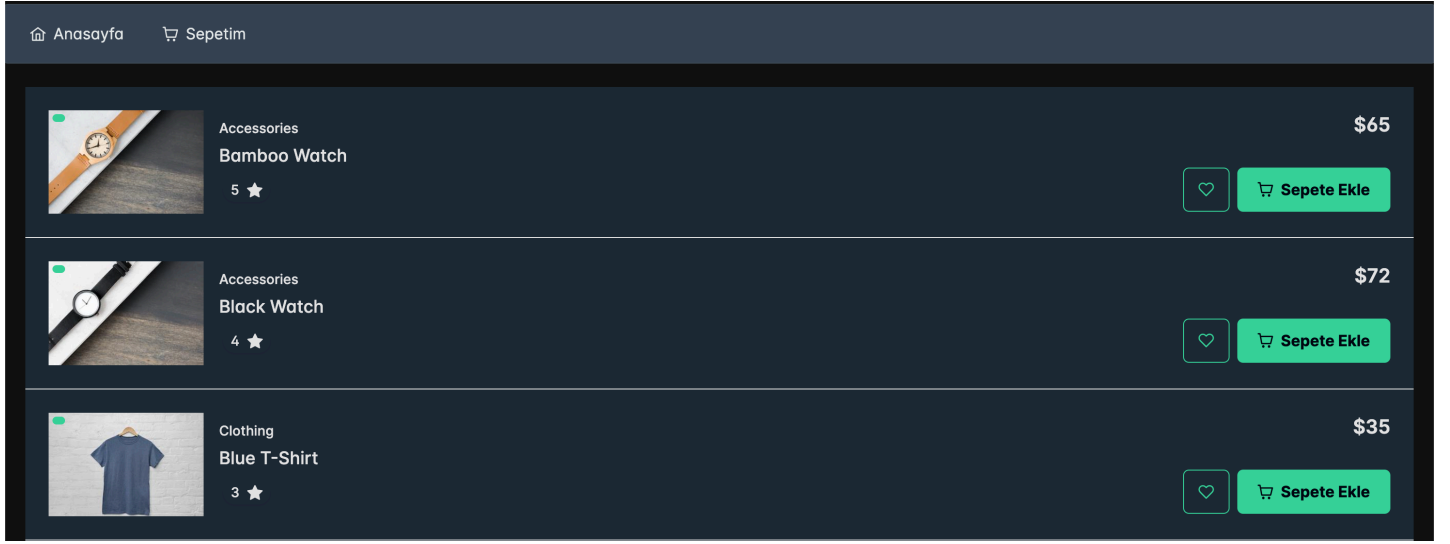 Anasayfa Sepetim
Accessories
Bamboo Watch
5
$65
Sepete Ekle
Accessories
Black Watch
4
$72
Sepete Ekle
Clothing
Blue T-Shirt
3
$35
Sepete Ekle